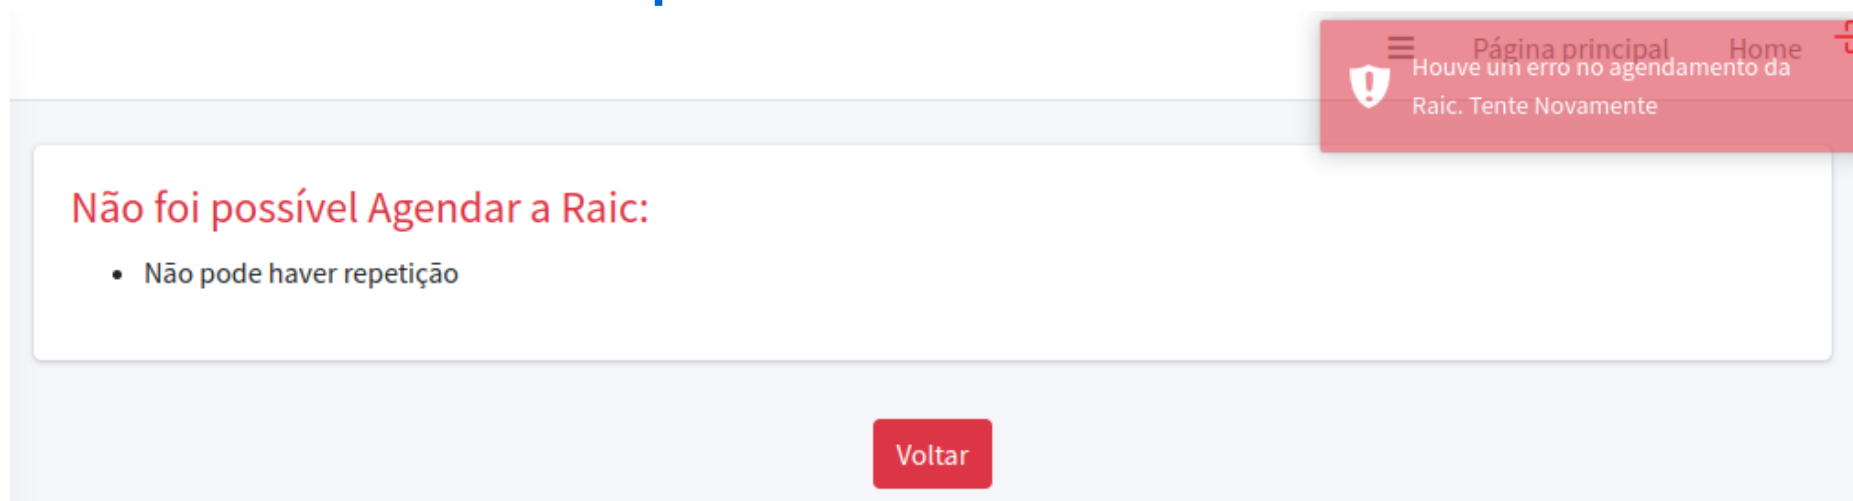 Página principal Home
Houve um erro no agendamento da
Raic. Tente Novamente
Não foi possível Agendar a Raic:
• Não pode haver repetição
Voltar